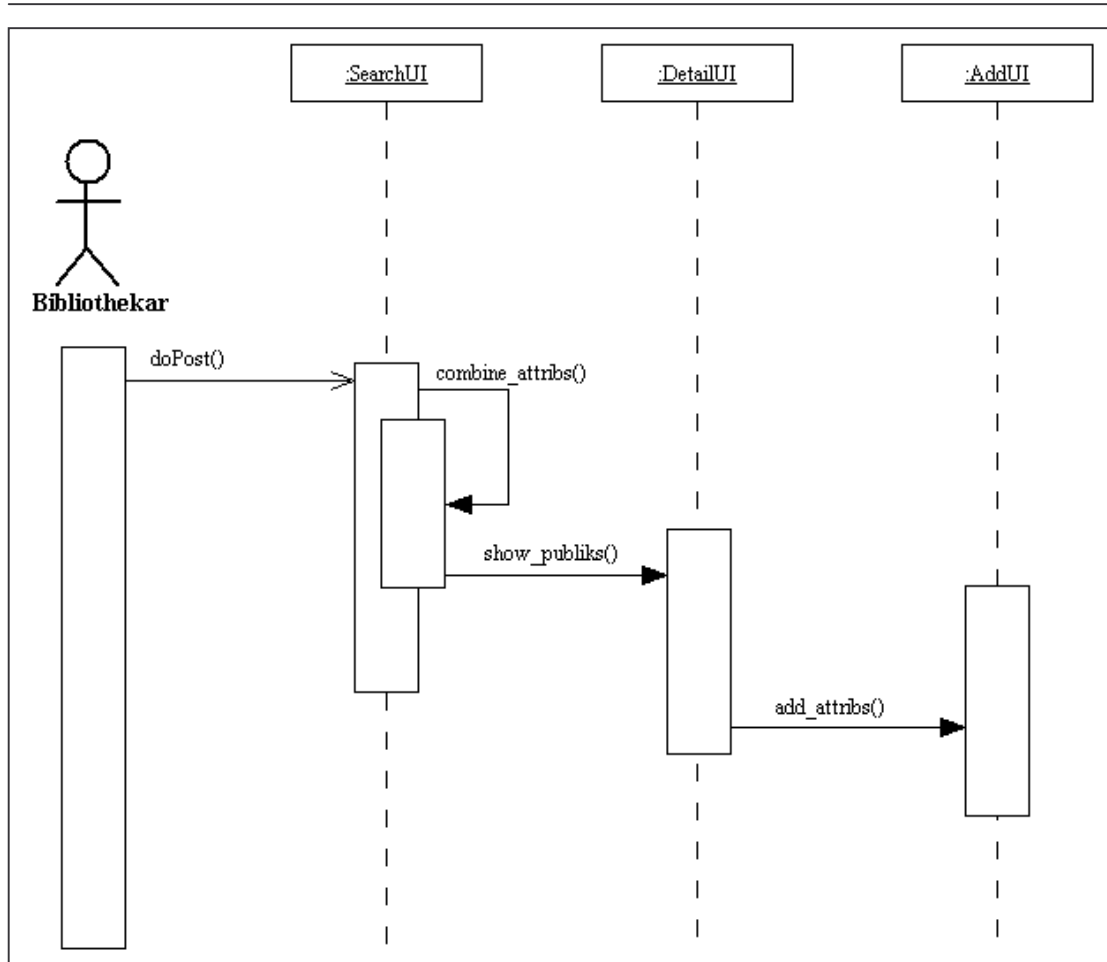 :SearchUI
:DetailUI
:AddUI
Bibliothekar
doPost()
combine_attribs()
show_publiks()
add_attribs()